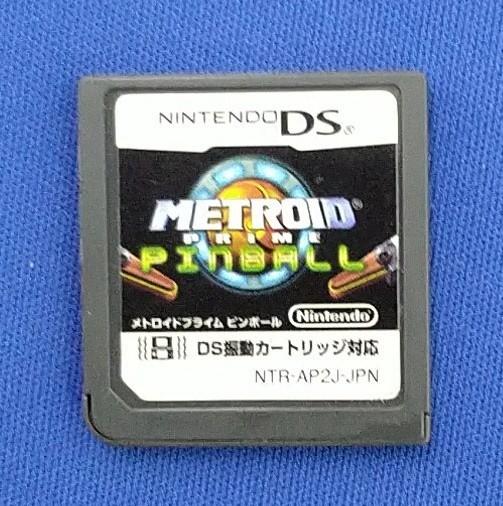 NINTENDO DS®
METROID®
PRIME
PINBALL
メトロイドプライム ピンボール Nintendo
DS振動カートリッジ対応
NTR-AP2J-JPN